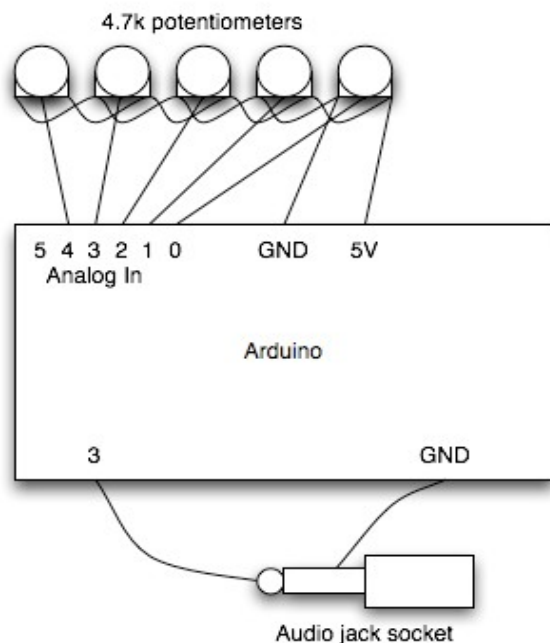 4.7k potentiometers
5 4 3 2 1 0 GND 5V
Analog In
Arduino
3 GND
Audio jack socket